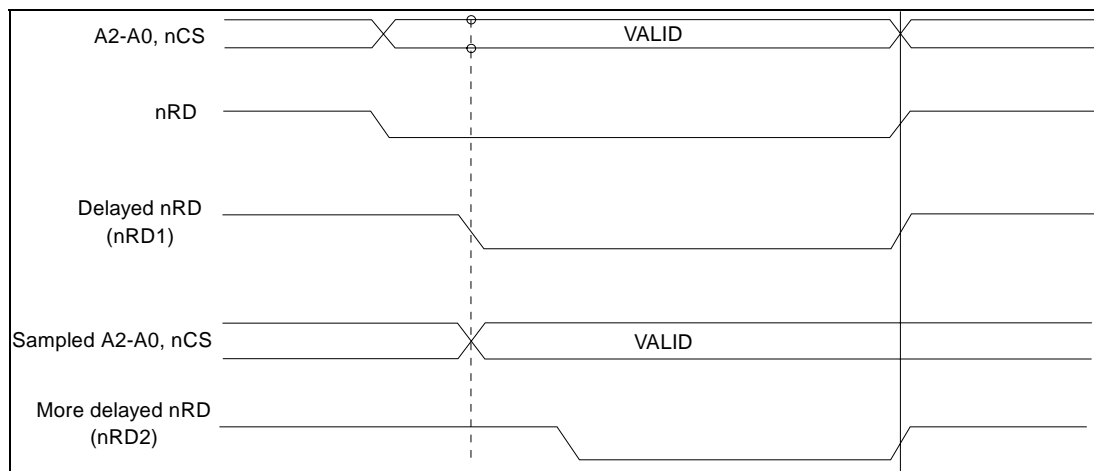 A2-A0, nCS
VALID
nRD
Delayed nRD
(nRD1)
Sampled A2-A0, nCS
VALID
More delayed nRD
(nRD2)